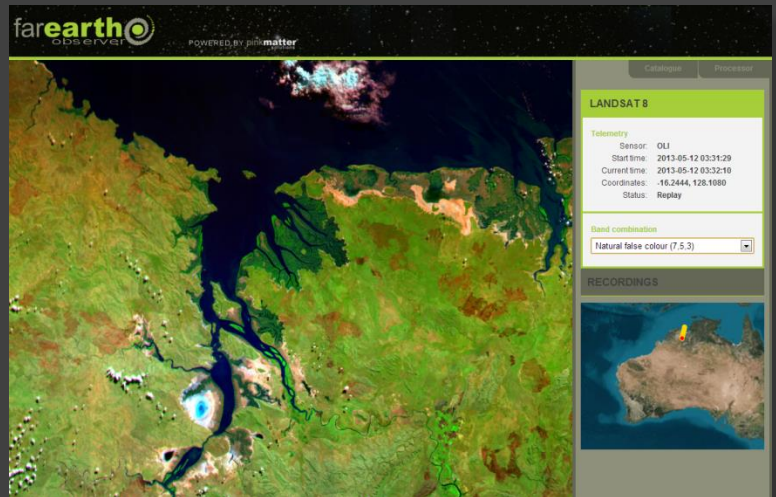 farearth
observer
POWERED BY pinkmatter
solutions
Catalogue
Processor
LANDSAT 8
Telemetry
Sensor: OLI
Start time: 2013-05-12 03:31:29
Current time: 2013-05-12 03:32:10
Coordinates: -16.2444, 128.1080
Status: Replay
Band combination
Natural false colour (7,5,3)
RECORDINGS